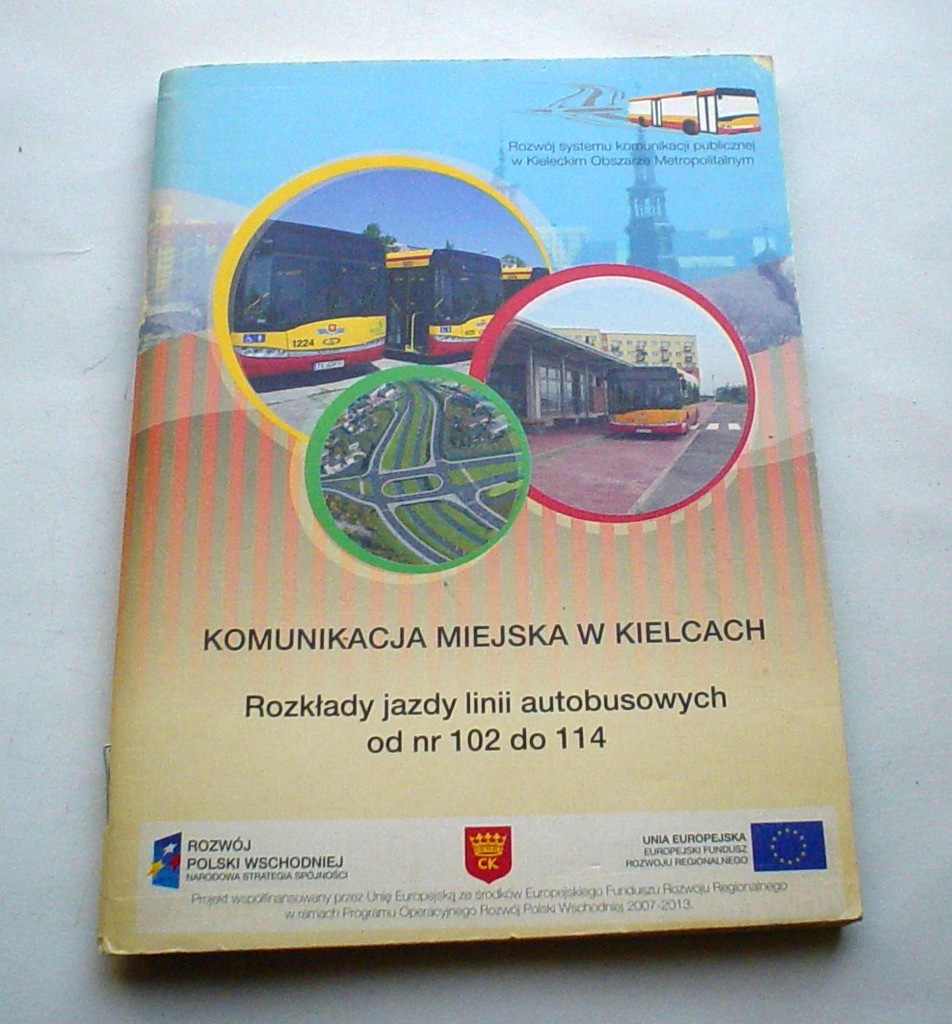 Rozwój systemu komunikacji publicznej
w Kieleckim Obszarze Metropolitalnym
1224
KOMUNIKACJA MIEJSKA W KIELCACH
Rozkłady jazdy linii autobusowych
od nr 102 do 114
ROZWÓJ
POLSKI WSCHODNIEJ
NARODOWA STRATEGIA SPÓJNOŚCI
CK
UNIA EUROPEJSKA
EUROPEJSKI FUNDUSZ
ROZWOJU REGIONALNEGO
Projekt współfinansowany przez Unię Europejską ze środków Europejskiego Funduszu Rozwoju Regionalnego
w ramach Programu Operacyjnego Rozwój Polski Wschodniej 2007-2013.